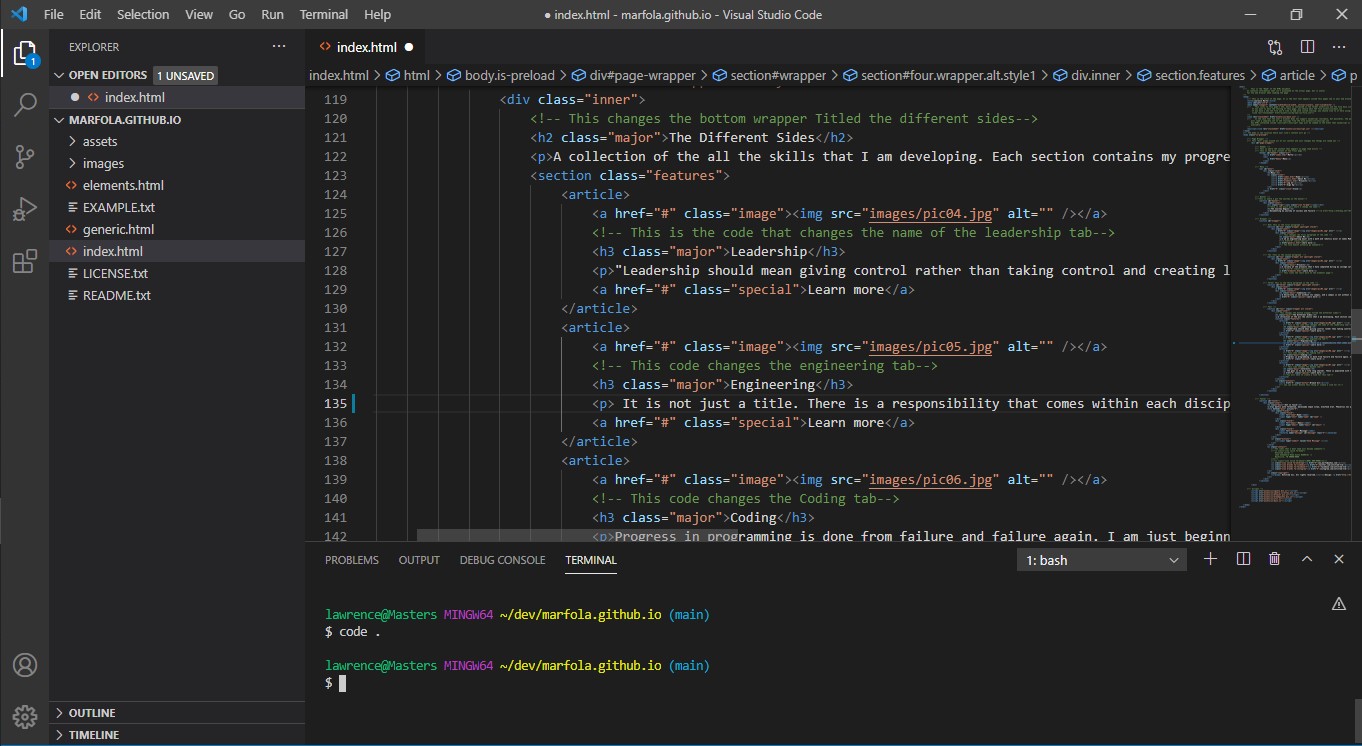 File Edit Selection View Go Run Terminal Help
● index.html - marfola.github.io - Visual Studio Code
EXPLORER
OPEN EDITORS 1 UNSAVED
index.html
MARFOLA.GITHUB.IO
assets
images
elements.html
EXAMPLE.txt
generic.html
index.html
LICENSE.txt
README.txt
OUTLINE
TIMELINE
1
index.html
index.html > html > body.is-preload > div#page-wrapper > section#wrapper > section#four.wrapper.alt.style1 > div.inner > section.features > article > p
119 <div class="inner">
120 <!-- This changes the bottom wrapper Titled the different sides-->
121 <h2 class="major">The Different Sides</h2>
122 <p>A collection of the all the skills that I am developing. Each section contains my progre
123 <section class="features">
124 <article>
125 <a href="#" class="image"><img src="images/pic04.jpg" alt="" /></a>
126 <!-- This is the code that changes the name of the leadership tab-->
127 <h3 class="major">Leadership</h3>
128 <p>"Leadership should mean giving control rather than taking control and creating l
129 <a href="#" class="special">Learn more</a>
130 </article>
131 <article>
132 <a href="#" class="image"><img src="images/pic05.jpg" alt="" /></a>
133 <!-- This code changes the engineering tab-->
134 <h3 class="major">Engineering</h3>
135 <p> It is not just a title. There is a responsibility that comes within each discip
136 <a href="#" class="special">Learn more</a>
137 </article>
138 <article>
139 <a href="#" class="image"><img src="images/pic06.jpg" alt="" /></a>
140 <!-- This code changes the Coding tab-->
141 <h3 class="major">Coding</h3>
142 <p>Progress in programming is done from failure and failure again. I am just beginn
PROBLEMS OUTPUT DEBUG CONSOLE TERMINAL
1: bash
lawrence@Masters MINGW64 ~/dev/marfola.github.io (main)
$ code .
lawrence@Masters MINGW64 ~/dev/marfola.github.io (main)
$